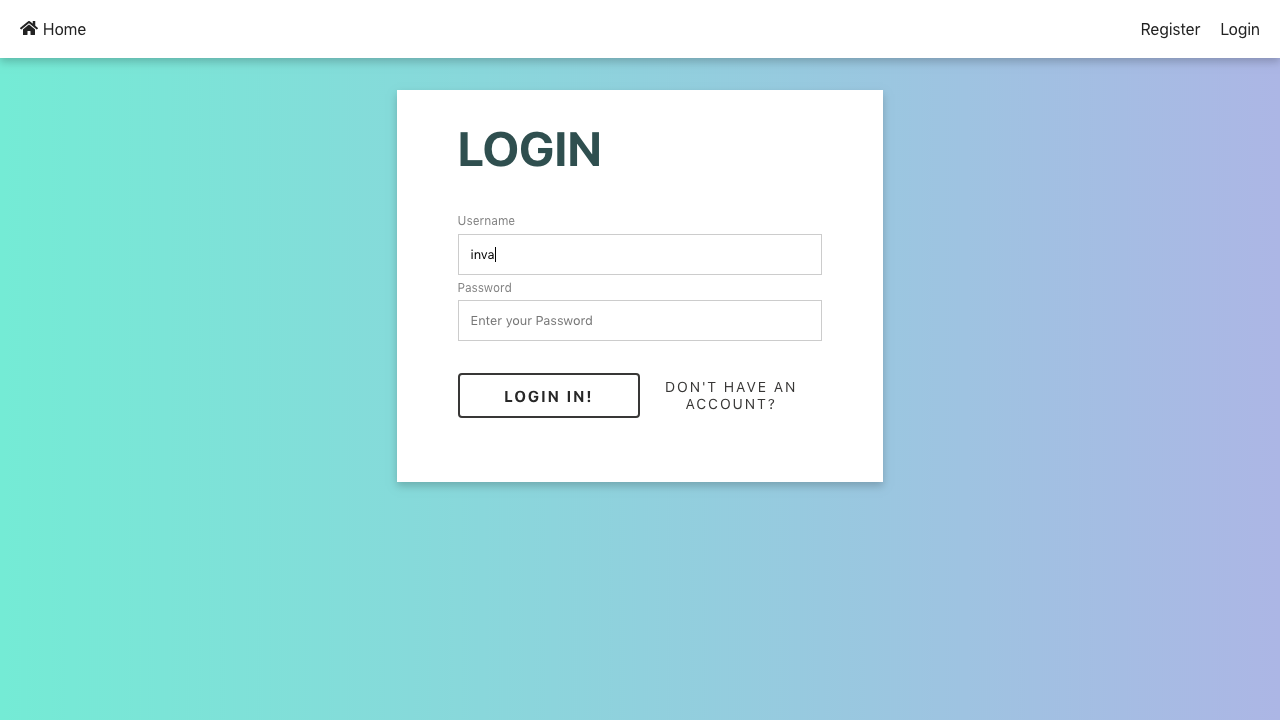 Home
Register
Login
LOGIN
Username
inva
Password
Enter your Password
LOGIN IN!
DON'T HAVE AN
ACCOUNT?